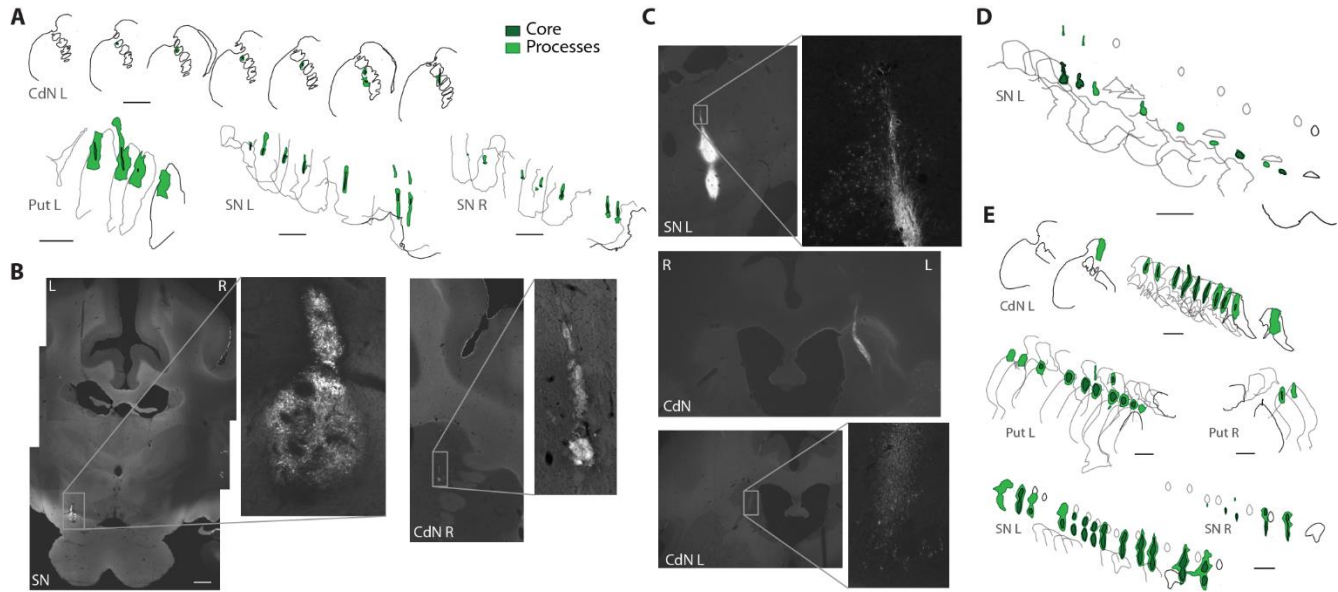 A
Core
Processes
CdN L
Put L
SN L
SN R
B
L
R
SN
CdN R
C
SN L
R
L
CdN
CdN L
D
SN L
E
CdN L
Put L
Put R
SN L
SN R